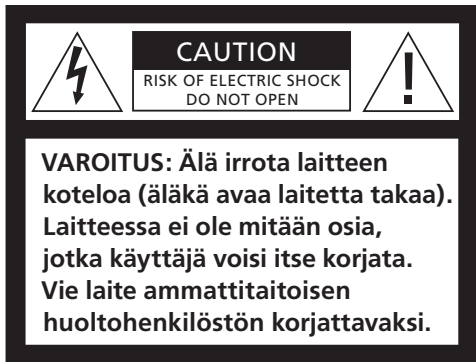 CAUTION
RISK OF ELECTRIC SHOCK
DO NOT OPEN
VAROITUS: Älä irrota laitteen
koteloa (äläkä avaa laitetta takaa).
Laitteessa ei ole mitään osia,
jotka käyttäjä voisi itse korjata.
Vie laite ammattitaitoisen
huoltohenkilöstön korjattavaksi.